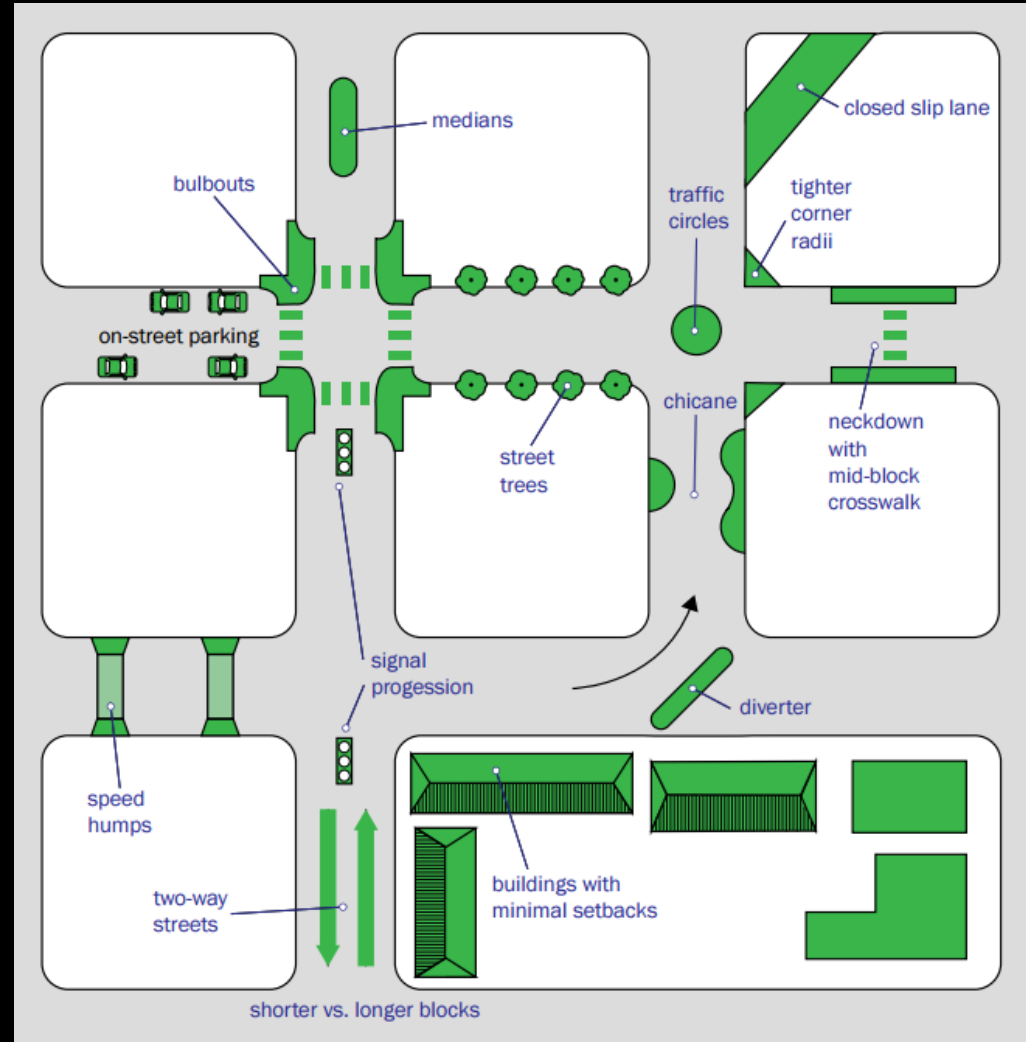 medians
closed slip lane
bulbouts
traffic
circles
tighter
corner
radii
on-street parking
chicane
street
trees
neckdown
with
mid-block
crosswalk
signal
progession
diverter
speed
humps
two-way
streets
buildings with
minimal setbacks
shorter vs. longer blocks